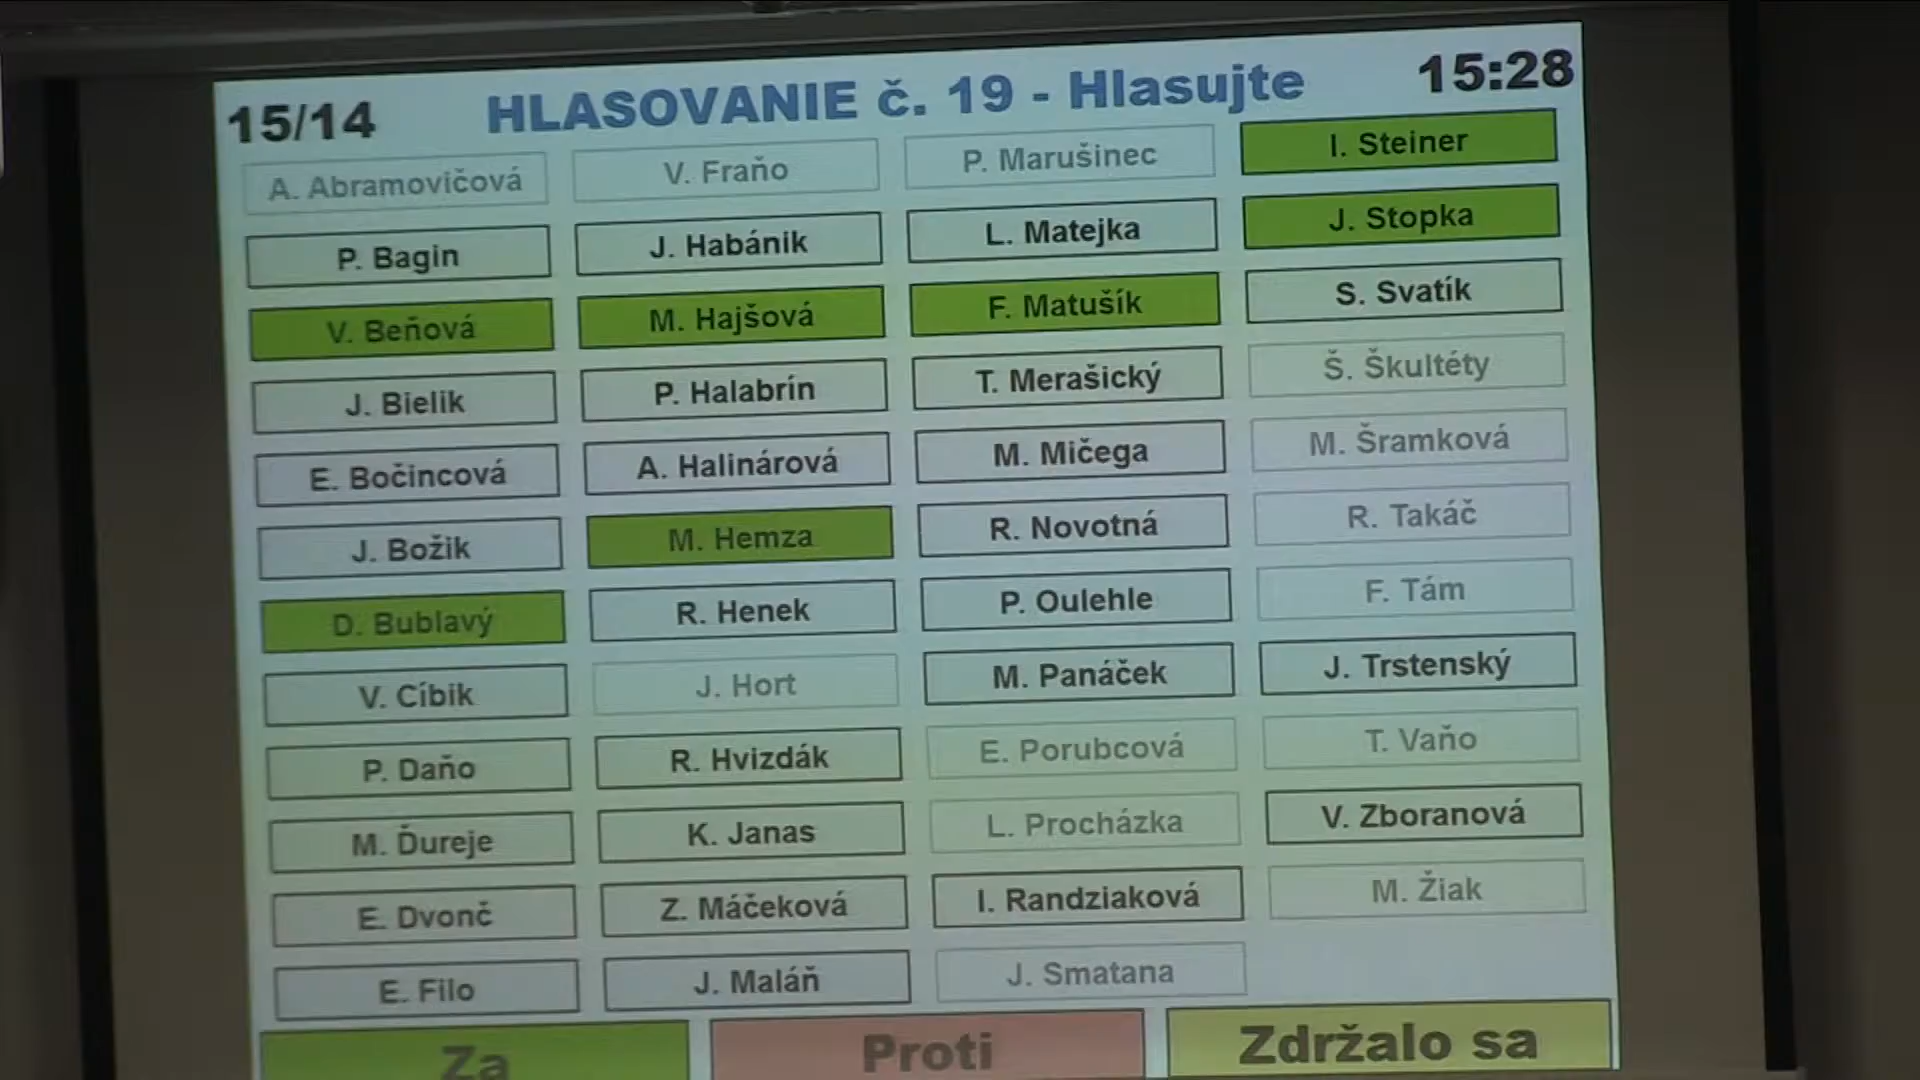 15/14 HLASOVANIE č. 19 - Hlasujte 15:28
A. Abramovičová V. Fraňo P. Marušinec I. Steiner
P. Bagin J. Habánik L. Matejka J. Stopka
V. Beňová M. Hajšová F. Matušík S. Svatík
J. Bielik P. Halabrín T. Merašický Š. Škultéty
E. Bočincová A. Halinárová M. Mičega M. Šramková
J. Božik M. Hemza R. Novotná R. Takáč
D. Bublavý R. Henek P. Oulehle F. Tám
V. Cíbik J. Hort M. Panáček J. Trstenský
P. Daňo R. Hvizdák E. Porubcová T. Vaňo
M. Ďureje K. Janas L. Procházka V. Zboranová
E. Dvonč Z. Máčeková I. Randziaková M. Žiak
E. Filo J. Maláň J. Smatana
Za Proti Zdržalo sa